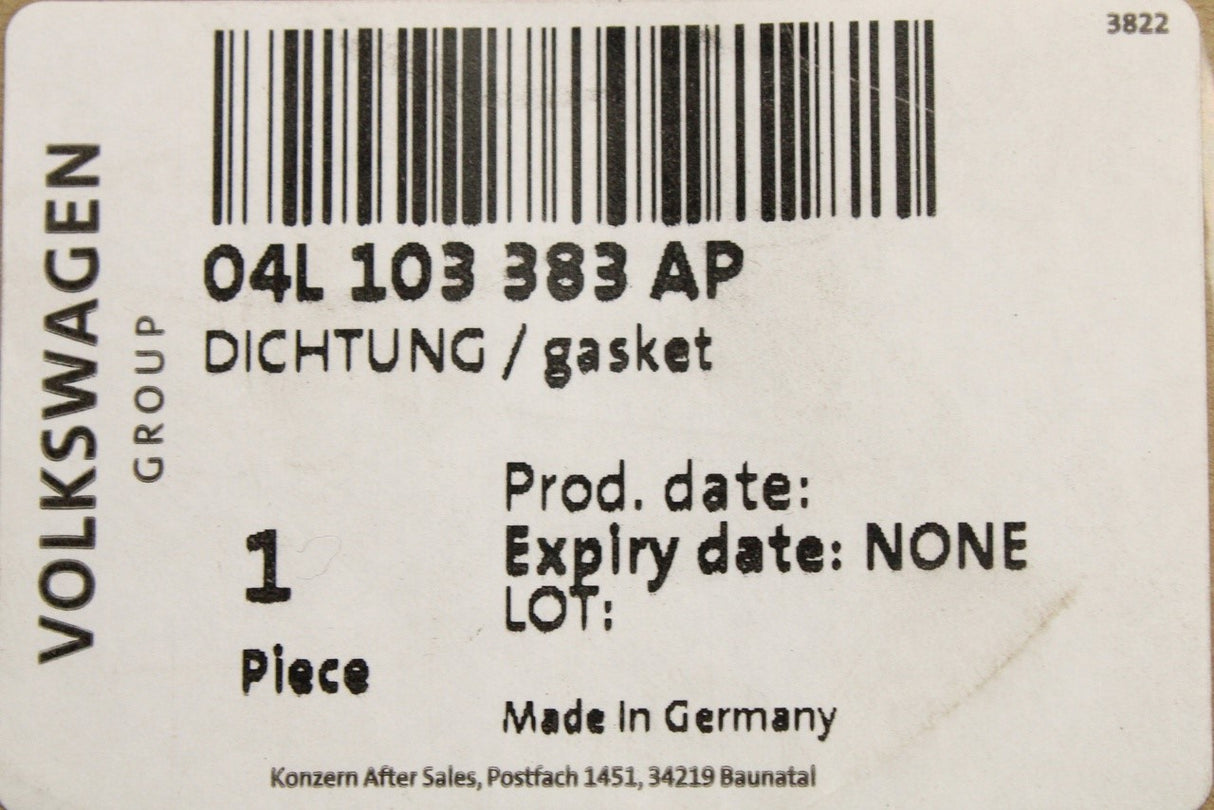 3822
VOLKSWAGEN
GROUP
04L 103 383 AP
DICHTUNG / gasket
Prod. date:
Expiry date: NONE
LOT:
1
Piece
Made In Germany
Konzern After Sales, Postfach 1451, 34219 Baunatal